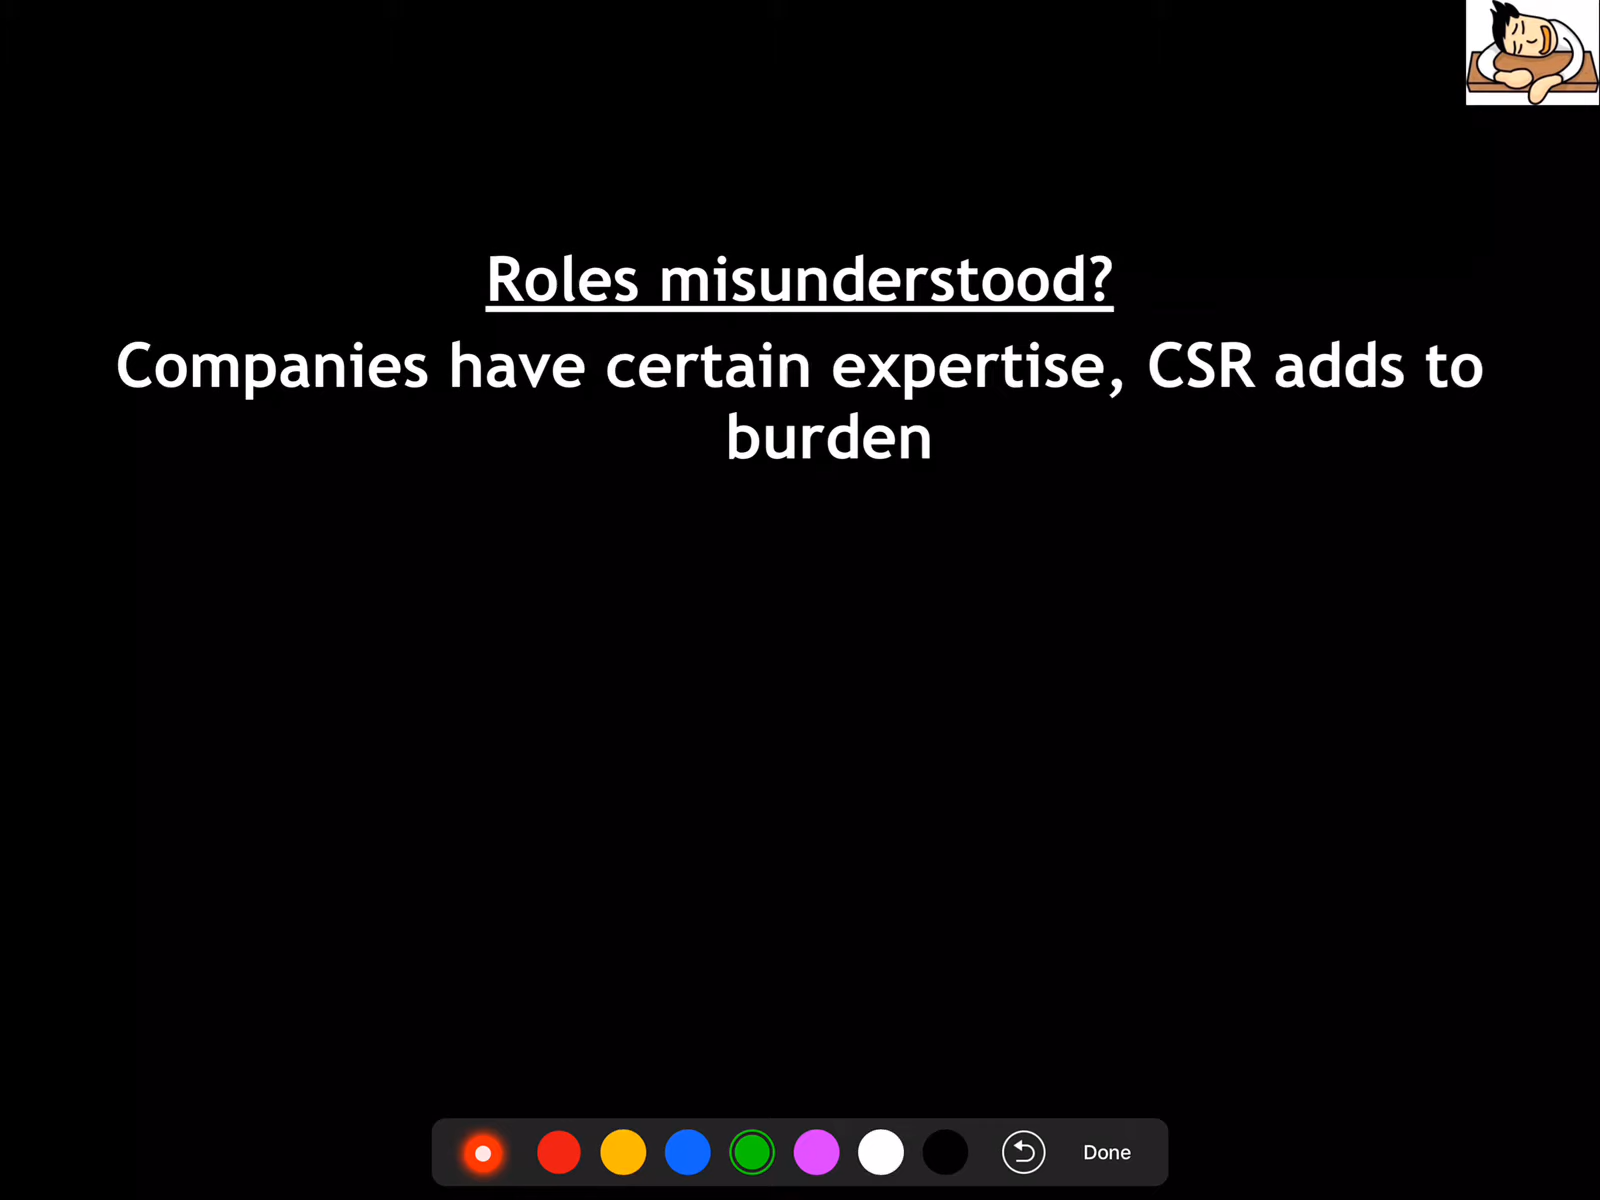 Roles misunderstood?
Companies have certain expertise, CSR adds to
burden
Done